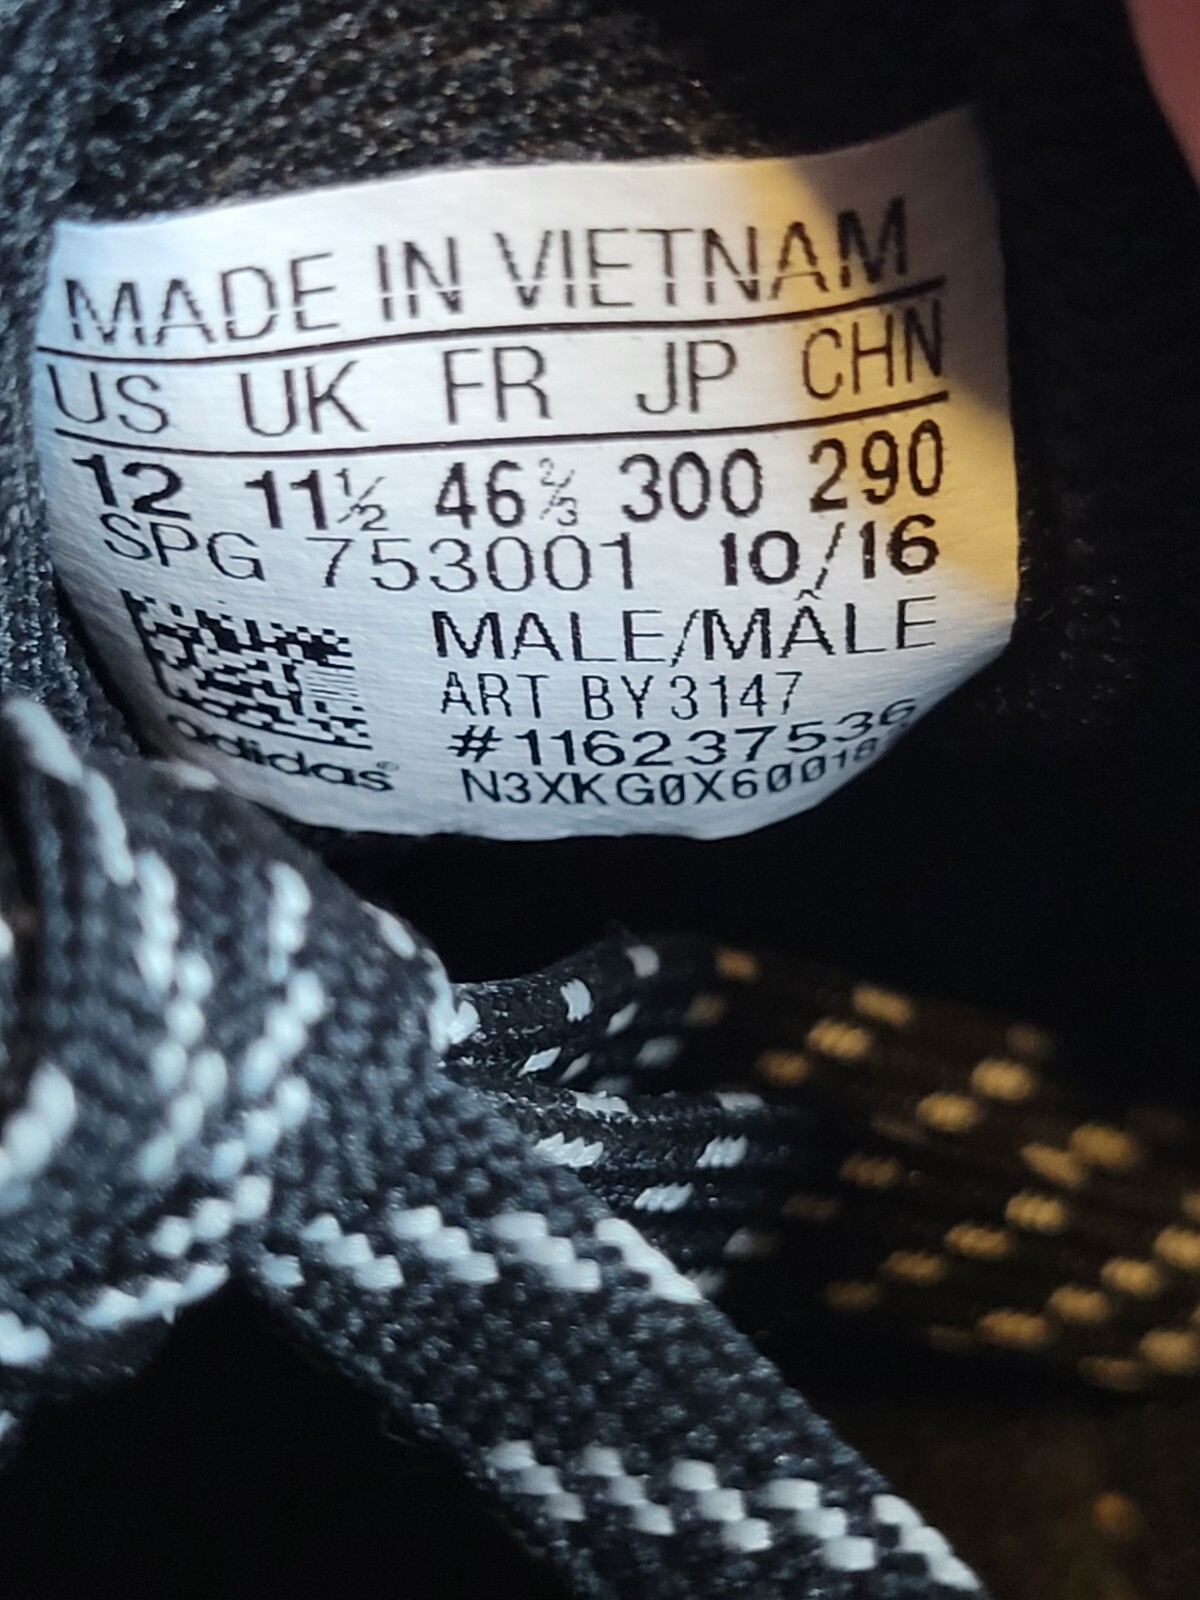 MADE IN VIETNAM
US UK FR JP CHN
12 11½ 46⅔ 300 290
SPG 753001 10/16
MALE/MÂLE
ART BY3147
#116237536
adidas®